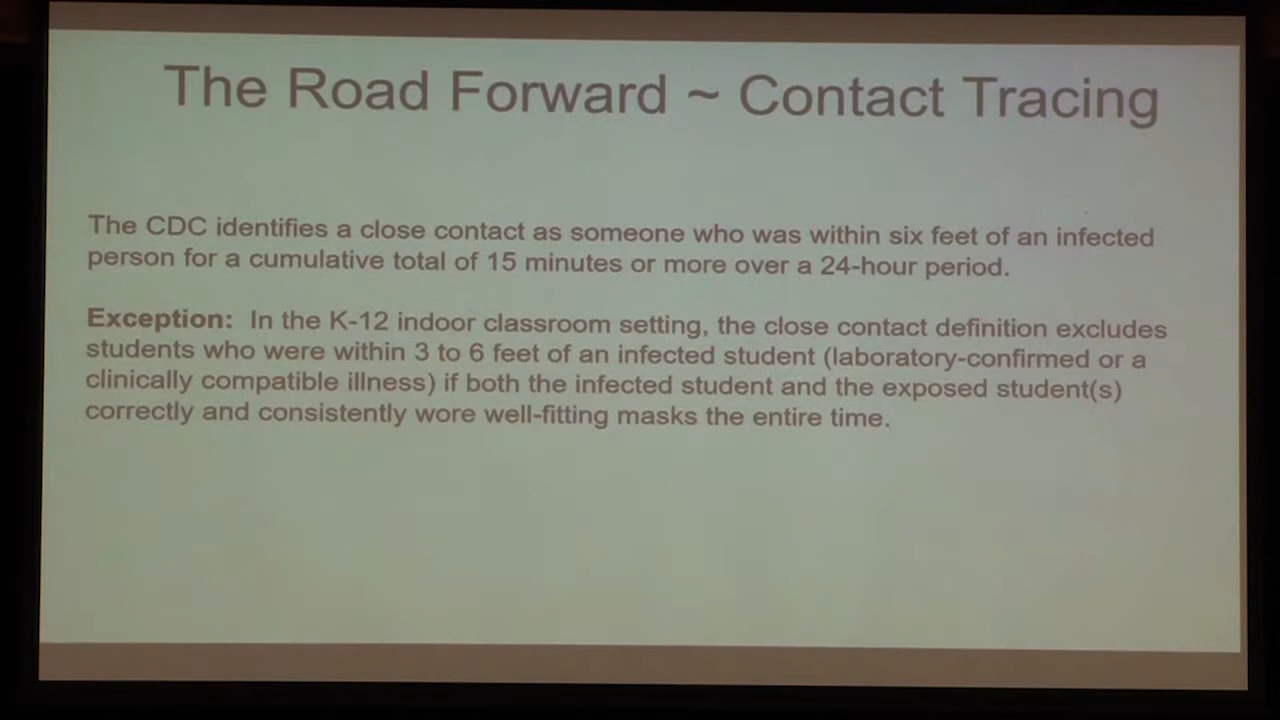 The Road Forward ~ Contact Tracing
The CDC identifies a close contact as someone who was within six feet of an infected
person for a cumulative total of 15 minutes or more over a 24-hour period.
Exception: In the K-12 indoor classroom setting, the close contact definition excludes
students who were within 3 to 6 feet of an infected student (laboratory-confirmed or a
clinically compatible illness) if both the infected student and the exposed student(s)
correctly and consistently wore well-fitting masks the entire time.